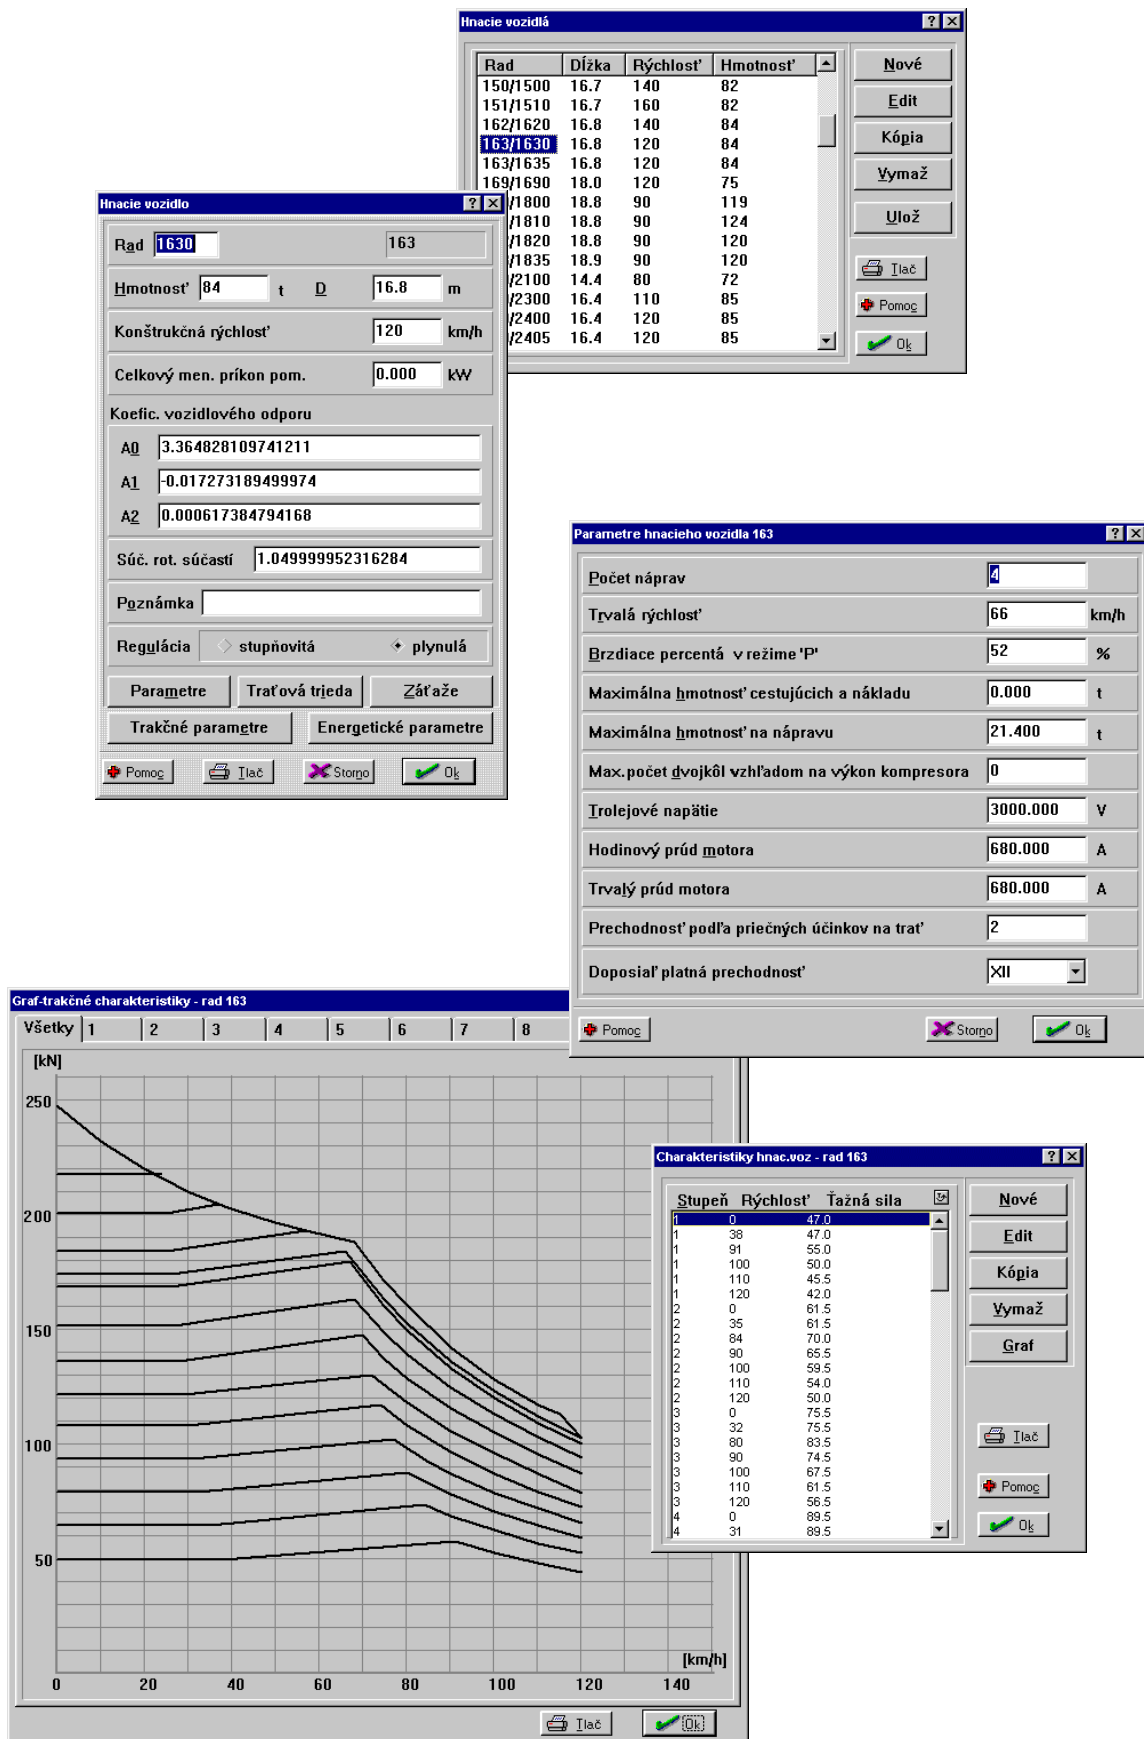 Hnacie vozidlá
Rad Dĺžka Rýchlosť Hmotnosť
150/1500 16.7 140 82
151/1510 16.7 160 82
162/1620 16.8 140 84
163/1630 16.8 120 84
163/1635 16.8 120 84
169/1690 18.0 120 75
/1800 18.8 90 119
/1810 18.8 90 124
/1820 18.8 90 120
/1835 18.9 90 120
/2100 14.4 80 72
/2300 16.4 110 85
/2400 16.4 120 85
/2405 16.4 120 85
Nové
Edit
Kópia
Vymaž
Ulož
Tlač
Pomoc
Ok
Hnacie vozidlo
Rad 1630 163
Hmotnosť 84 t D 16.8 m
Konštrukčná rýchlosť 120 km/h
Celkový men. príkon pom. 0.000 kW
Koefic. vozidlového odporu
A0 3.364828109741211
A1 -0.017273189499974
A2 0.000617384794168
Súč. rot. súčastí 1.049999952316284
Poznámka
Regulácia stupňovitá plynulá
Parametre Traťová trieda Záťaže
Trakčné parametre Energetické parametre
Pomoc Tlač Storno Ok
Parametre hnacieho vozidla 163
Počet náprav 4
Trvalá rýchlosť 66 km/h
Brzdiace percentá v režime 'P' 52 %
Maximálna hmotnosť cestujúcich a nákladu 0.000 t
Maximálna hmotnosť na nápravu 21.400 t
Max.počet dvojkôl vzhľadom na výkon kompresora 0
Trolejové napätie 3000.000 V
Hodinový prúd motora 680.000 A
Trvalý prúd motora 680.000 A
Prechodnosť podľa priečných účinkov na trať 2
Doposiaľ platná prechodnosť XII
Pomoc Storno Ok
Graf-trakčné charakteristiky - rad 163
Všetky 1 2 3 4 5 6 7 8
[kN]
250
200
150
100
50
[km/h]
0 20 40 60 80 100 120 140
Tlač Ok
Charakteristiky hnac.voz - rad 163
Stupeň Rýchlosť Ťažná sila
1 0 47.0
1 38 47.0
1 91 55.0
1 100 50.0
1 110 45.5
1 120 42.0
2 0 61.5
2 35 61.5
2 84 70.0
2 90 65.5
2 100 59.5
2 110 54.0
2 120 50.0
3 0 75.5
3 32 75.5
3 80 83.5
3 90 74.5
3 100 67.5
3 110 61.5
3 120 56.5
4 0 89.5
4 31 89.5
Nové
Edit
Kópia
Vymaž
Graf
Tlač
Pomoc
Ok